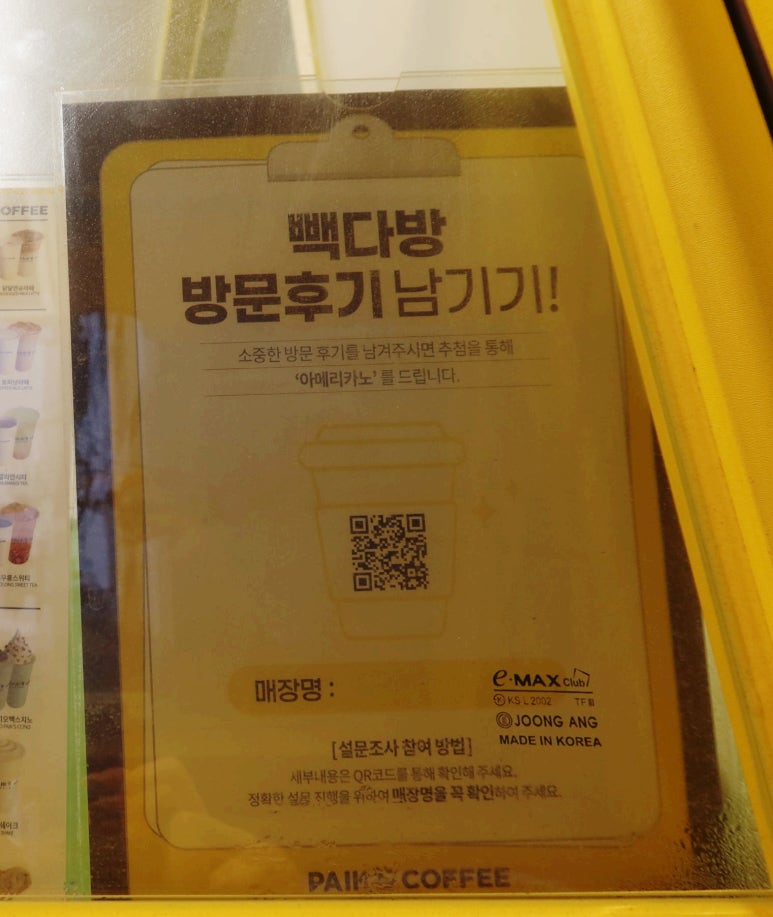 OFFEE
빽다방
방문후기 남기기!
소중한 방문 후기를 남겨주시면 추첨을 통해
‘아메리카노’ 를 드립니다.
매장명 :
e·MAX Club
KS L 2002 TF
JOONG ANG
MADE IN KOREA
[설문조사 참여 방법]
세부내용은 QR코드를 통해 확인해 주세요.
정확한 설문 진행을 위하여 매장명을 꼭 확인하여 주세요.
PAIK'S COFFEE